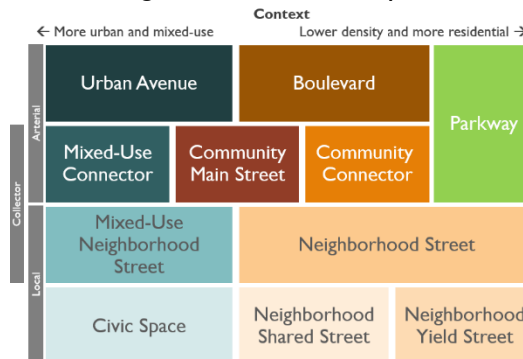 Context
← More urban and mixed-use
Lower density and more residential →
Collector
Arterial
Urban Avenue
Boulevard
Parkway
Mixed-Use
Connector
Community
Main Street
Community
Connector
Local
Mixed-Use
Neighborhood
Street
Neighborhood Street
Civic Space
Neighborhood
Shared Street
Neighborhood
Yield Street